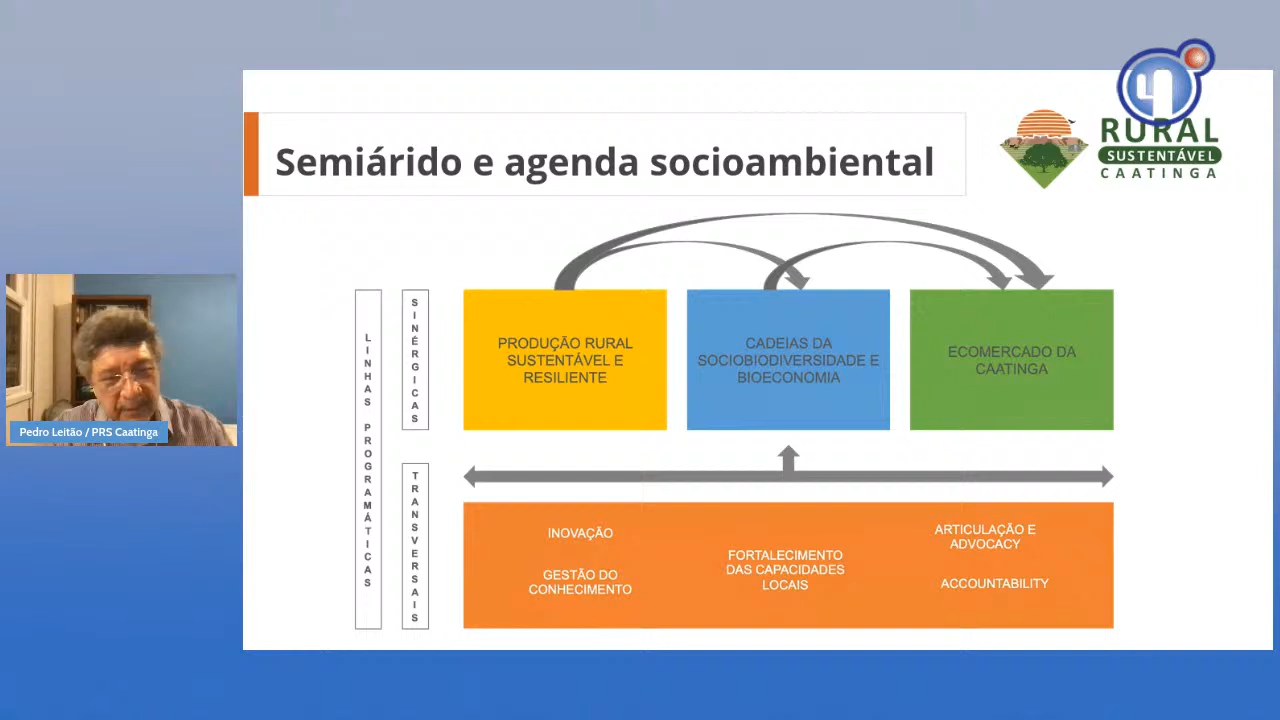 Semiárido e agenda socioambiental
RURAL
SUSTENTÁVEL
CAATINGA
LINHAS PROGRAMÁTICAS
SINÉRGICAS
PRODUÇÃO RURAL
SUSTENTÁVEL E
RESILIENTE
CADEIAS DA
SOCIOBIODIVERSIDADE E
BIOECONOMIA
ECOMERCADO DA
CAATINGA
TRANSVERSAIS
INOVAÇÃO
GESTÃO DO
CONHECIMENTO
FORTALECIMENTO
DAS CAPACIDADES
LOCAIS
ARTICULAÇÃO E
ADVOCACY
ACCOUNTABILITY
Pedro Leitão / PRS Caatinga